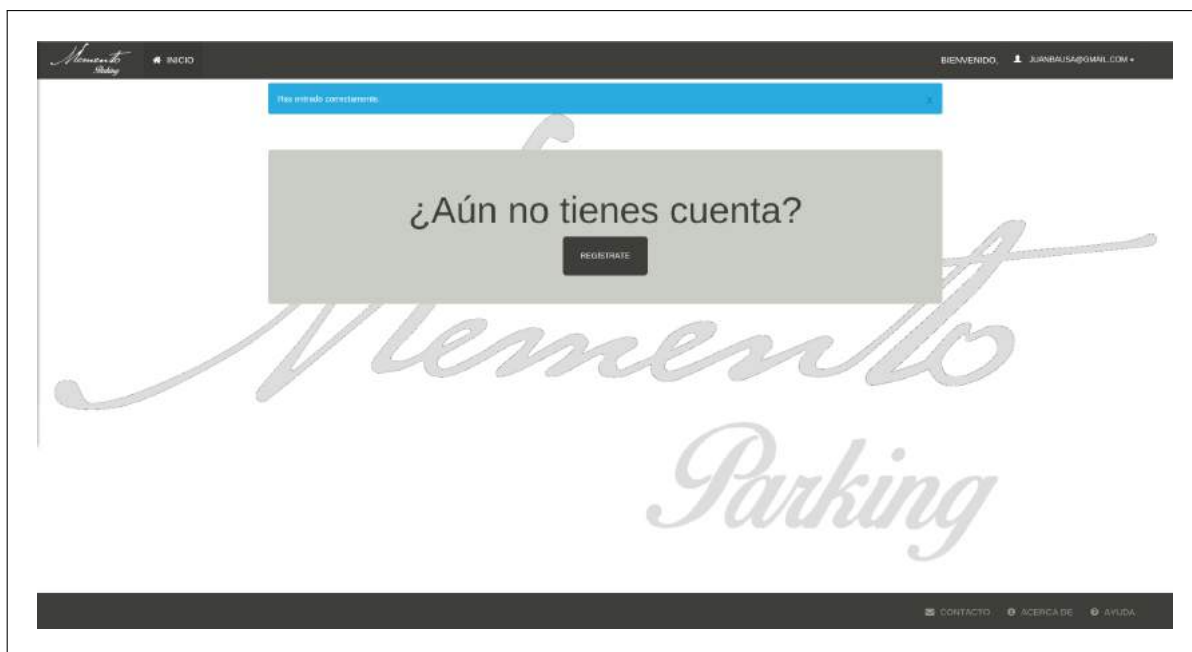 Memento
Parking
INICIO
BIENVENIDO, JUANBAUSA@GMAIL.COM
Has entrado correctamente.
x
¿Aún no tienes cuenta?
REGÍSTRATE
Memento
Parking
CONTACTO ACERCA DE AYUDA